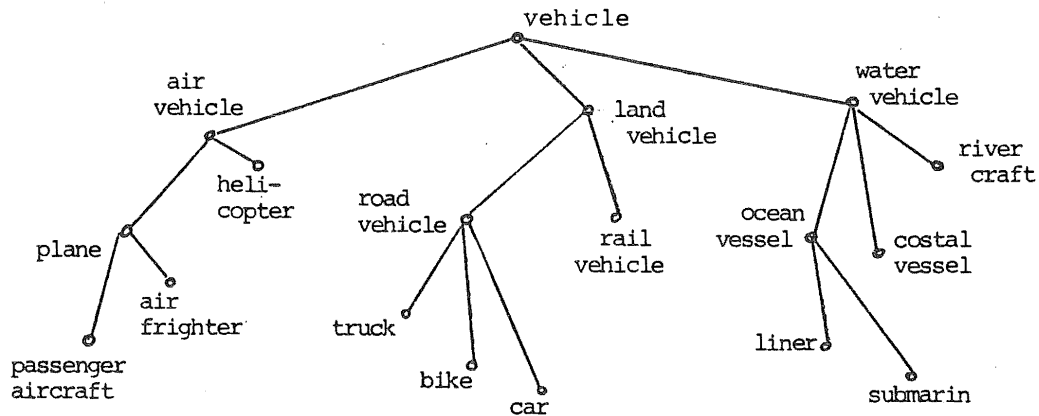 vehicle
air
vehicle
land
vehicle
water
vehicle
heli-
copter
road
vehicle
rail
vehicle
ocean
vessel
river
craft
costal
vessel
plane
air
frighter
passenger
aircraft
truck
bike
car
liner
submarin